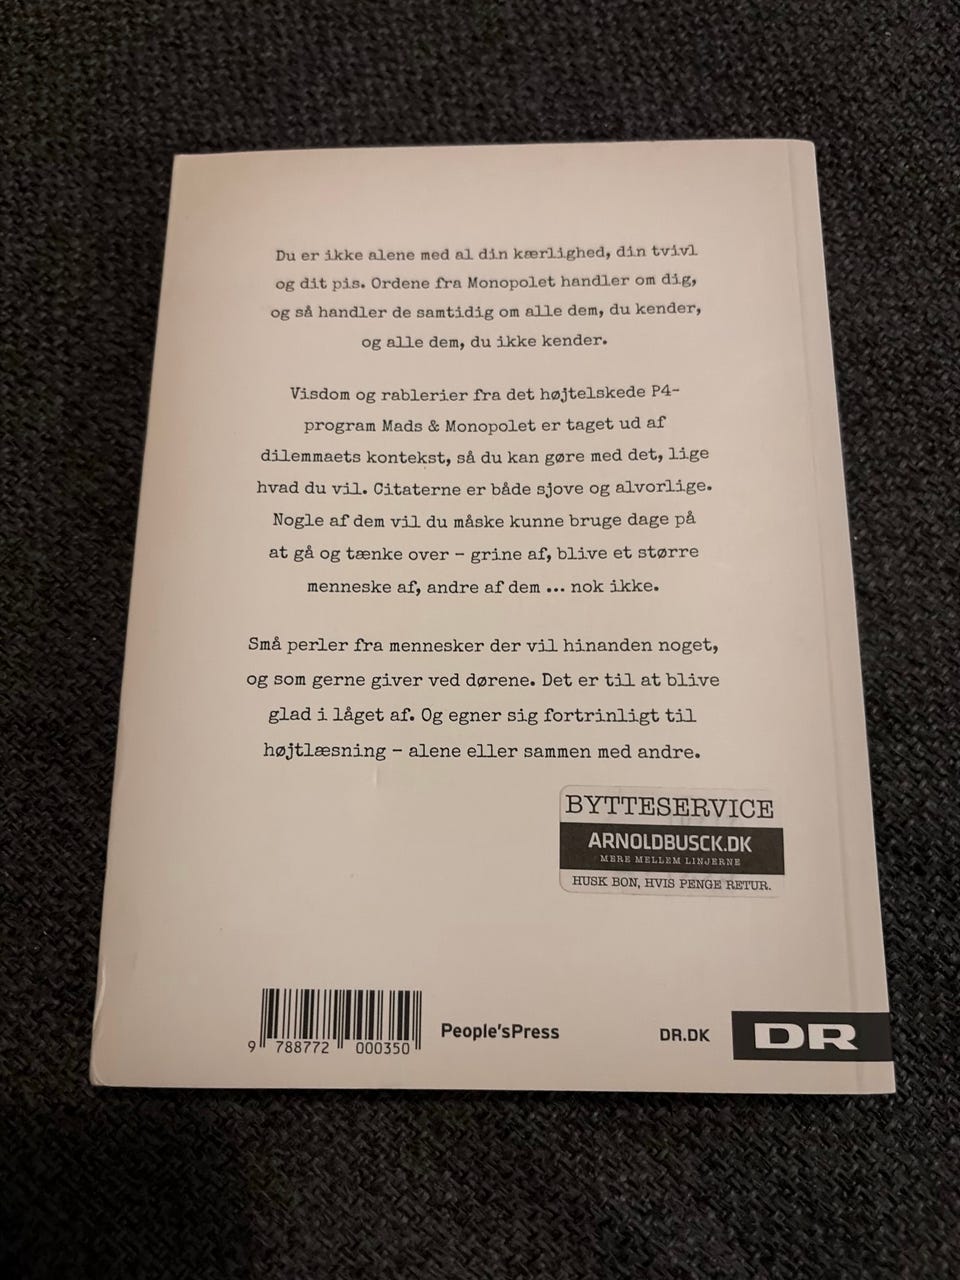 Du er ikke alene med al din kærlighed, din tvivl
og dit pis. Ordene fra Monopolet handler om dig,
og så handler de samtidig om alle dem, du kender,
og alle dem, du ikke kender.
Visdom og rablerier fra det højtelskede P4-
program Mads & Monopolet er taget ud af
dilemmaets kontekst, så du kan gøre med det, lige
hvad du vil. Citaterne er både sjove og alvorlige.
Nogle af dem vil du måske kunne bruge dage på
at gå og tænke over – grine af, blive et større
menneske af, andre af dem ... nok ikke.
Små perler fra mennesker der vil hinanden noget,
og som gerne giver ved dørene. Det er til at blive
glad i låget af. Og egner sig fortrinligt til
højtlæsning – alene eller sammen med andre.
BYTTESERVICE
ARNOLDBUSCK.DK
MERE MELLEM LINJERNE
HUSK BON, HVIS PENGE RETUR.
9 788772 000350
People'sPress
DR.DK
DR